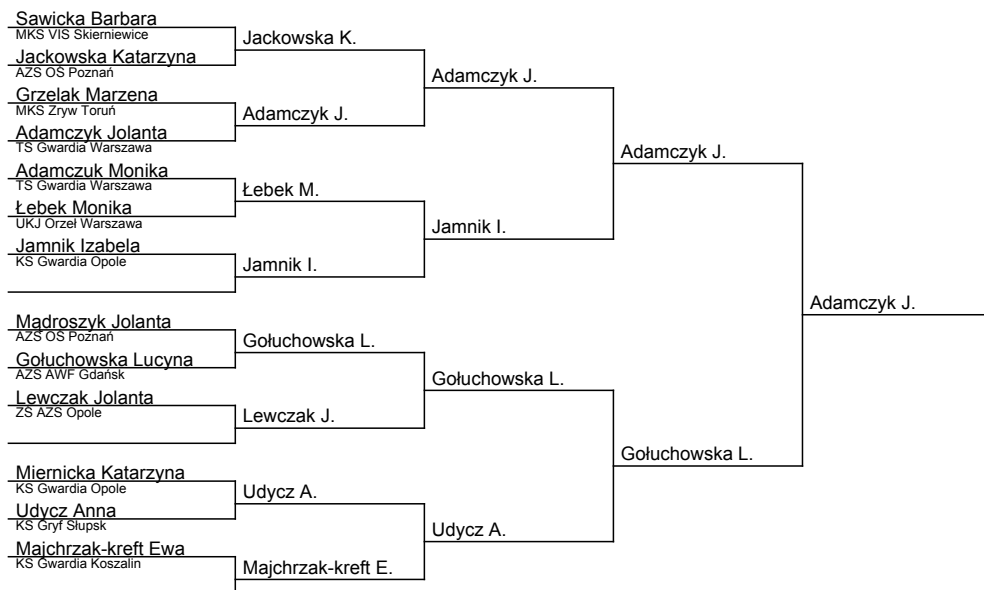 Sawicka Barbara
MKS VIS Skierniewice
Jackowska Katarzyna
AZS OŚ Poznań
Grzelak Marzena
MKS Zryw Toruń
Adamczyk Jolanta
TS Gwardia Warszawa
Adamczuk Monika
TS Gwardia Warszawa
Łebek Monika
UKJ Orzeł Warszawa
Jamnik Izabela
KS Gwardia Opole
Mądroszyk Jolanta
AZS OŚ Poznań
Gołuchowska Lucyna
AZS AWF Gdańsk
Lewczak Jolanta
ZS AZS Opole
Miernicka Katarzyna
KS Gwardia Opole
Udycz Anna
KS Gryf Słupsk
Majchrzak-kreft Ewa
KS Gwardia Koszalin
Jackowska K.
Adamczyk J.
Łebek M.
Jamnik I.
Gołuchowska L.
Lewczak J.
Udycz A.
Majchrzak-kreft E.
Adamczyk J.
Jamnik I.
Gołuchowska L.
Udycz A.
Adamczyk J.
Gołuchowska L.
Adamczyk J.